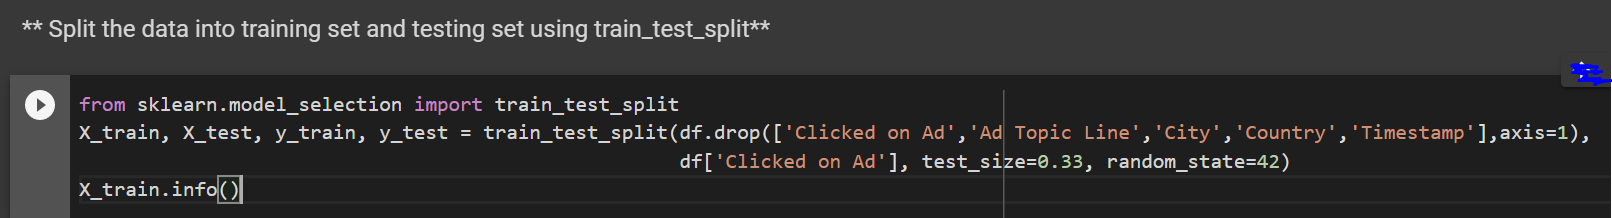 ** Split the data into training set and testing set using train_test_split**
from sklearn.model_selection import train_test_split
X_train, X_test, y_train, y_test = train_test_split(df.drop(['Clicked on Ad','Ad Topic Line','City','Country','Timestamp'],axis=1),
df['Clicked on Ad'], test_size=0.33, random_state=42)
X_train.info()